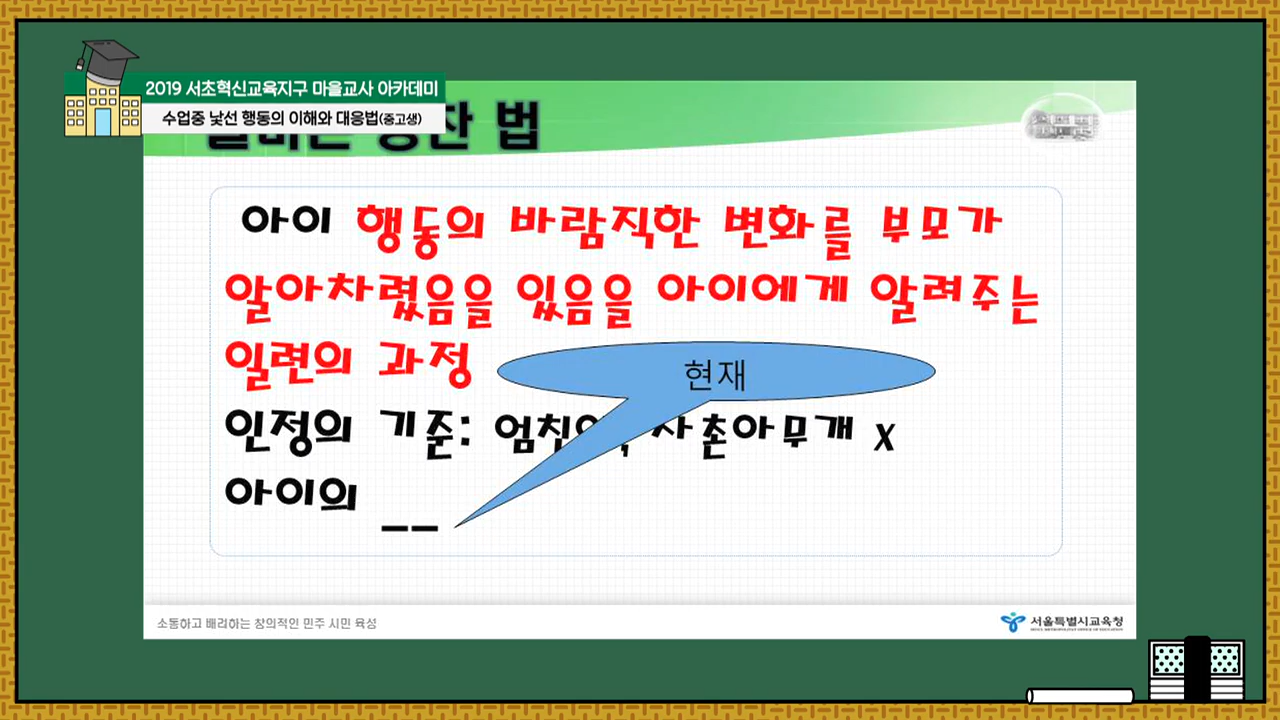 2019 서초혁신교육지구 마을교사 아카데미
수업중 낯선 행동의 이해와 대응법(중고생)
법
아이 행동의 바람직한 변화를 부모가
알아차렸음을 있음을 아이에게 알려주는
일련의 과정
현재
인정의 기준: 사촌아무개 x
아이의 __
소통하고 배려하는 창의적인 민주 시민 육성
서울특별시교육청